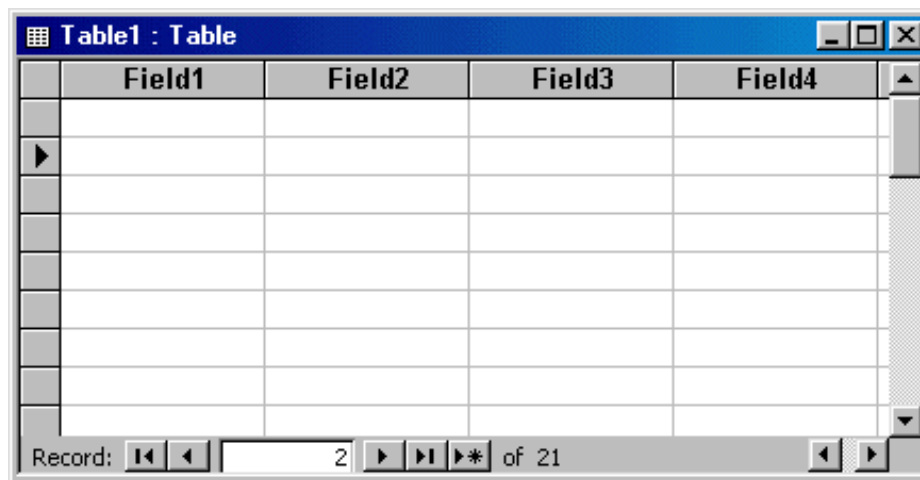 Table1 : Table
Field1 Field2 Field3 Field4
Record: 2 of 21